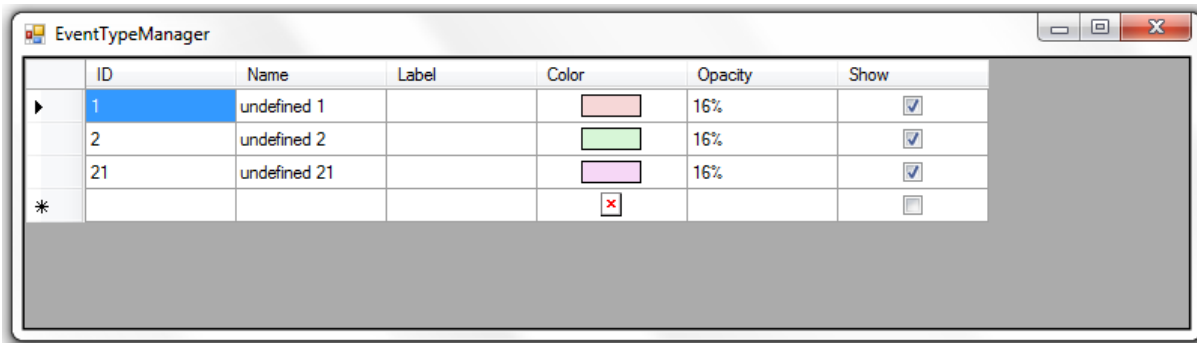 EventTypeManager
ID Name Label Color Opacity Show
1 undefined 1 16%
2 undefined 2 16%
21 undefined 21 16%